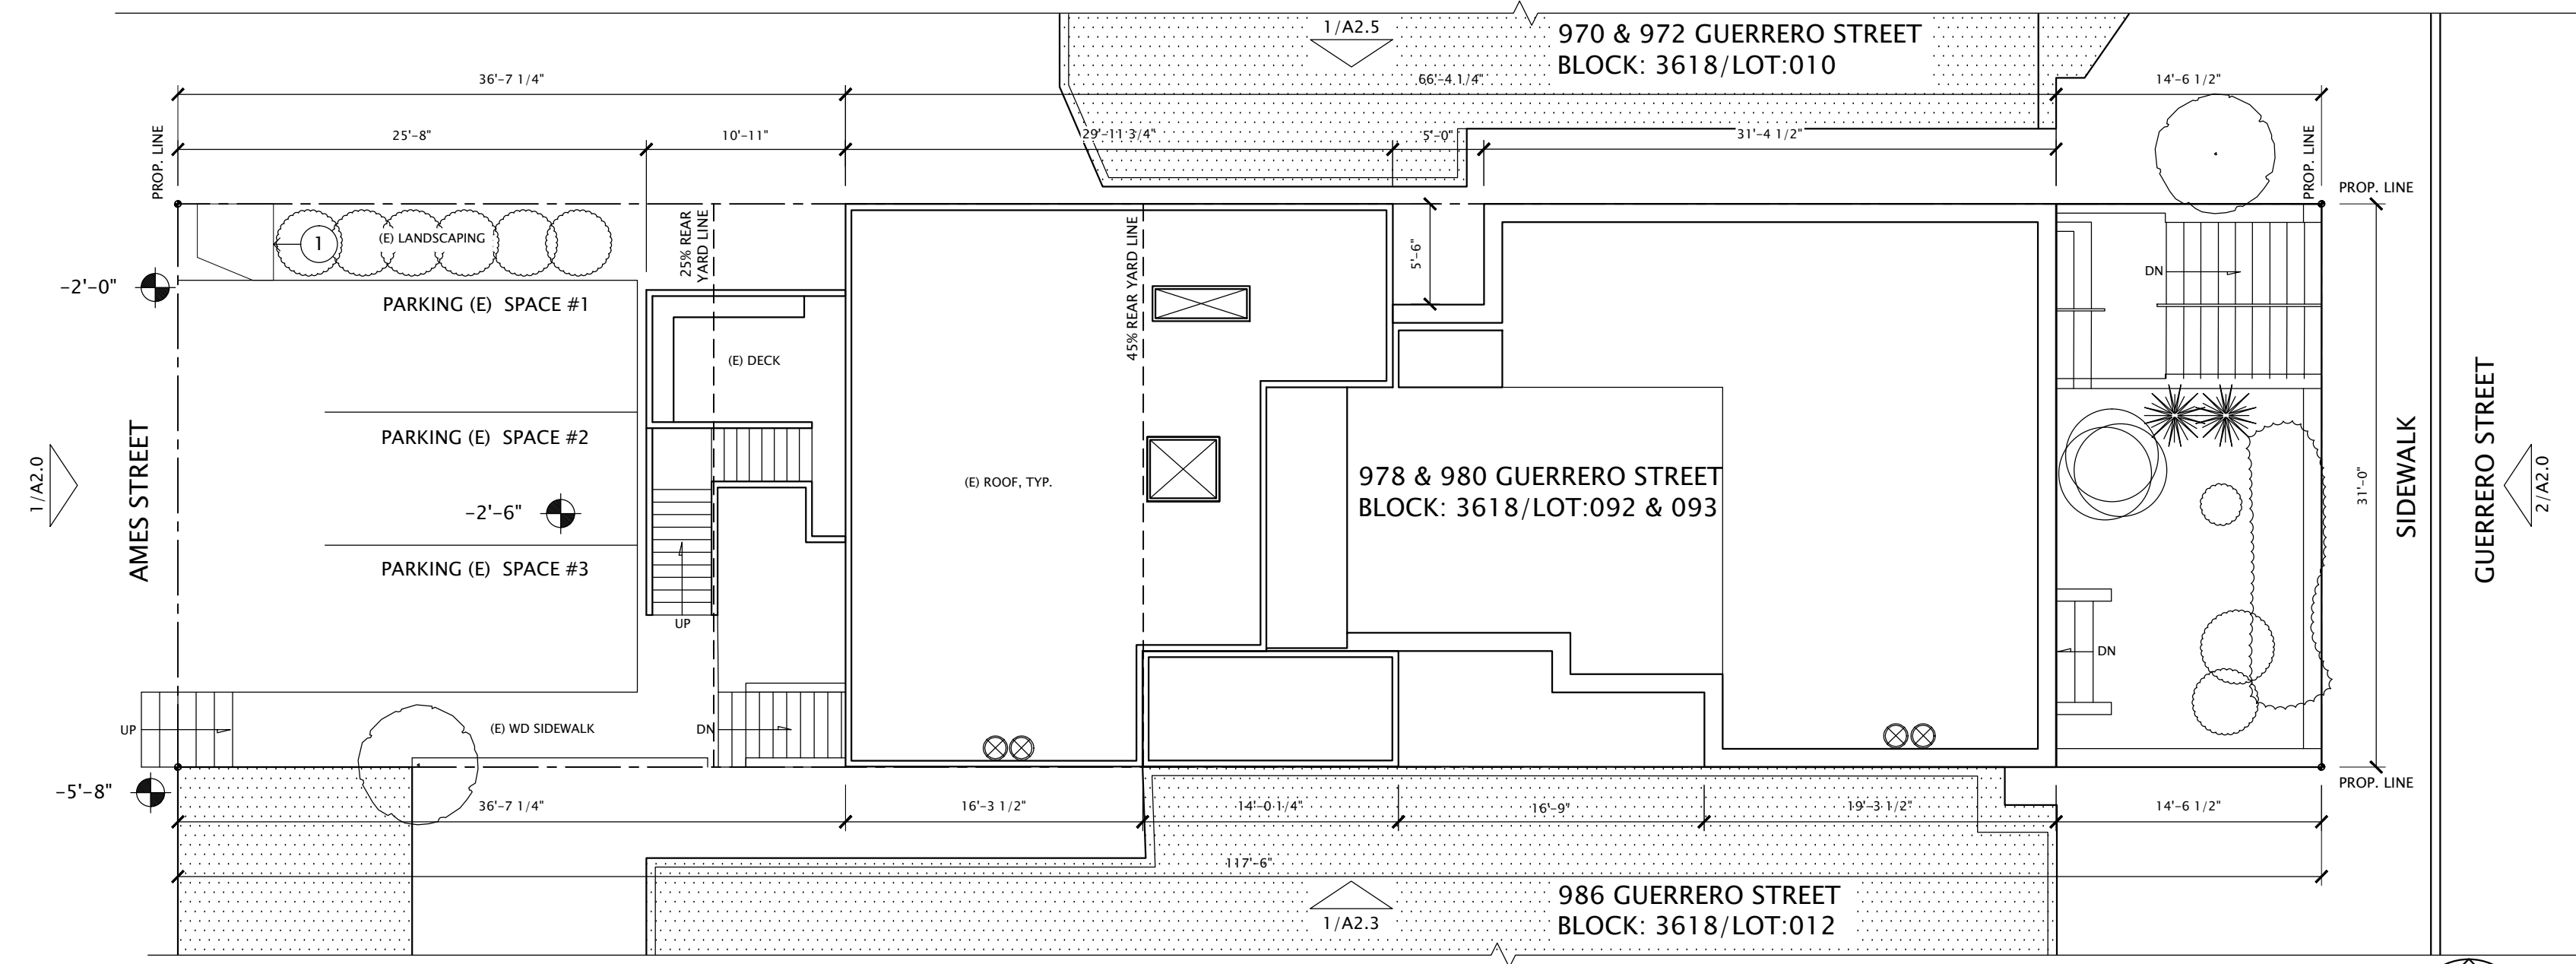 1/A2.5
970 & 972 GUERRERO STREET
BLOCK: 3618/LOT:010
36'-7 1/4"
66'-4 1/4"
14'-6 1/2"
25'-8"
10'-11"
29'-11 3/4"
5'-0"
31'-4 1/2"
PROP. LINE
PROP. LINE
PROP. LINE
(E) LANDSCAPING
1
25% REAR
YARD LINE
45% REAR YARD LINE
5'-6"
DN
-2'-0"
PARKING (E) SPACE #1
(E) DECK
PARKING (E) SPACE #2
1/A2.0
AMES STREET
-2'-6"
(E) ROOF, TYP.
978 & 980 GUERRERO STREET
BLOCK: 3618/LOT:092 & 093
31'-0"
SIDEWALK
GUERRERO STREET
2/A2.0
PARKING (E) SPACE #3
UP
DN
UP
(E) WD SIDEWALK
DN
PROP. LINE
-5'-8"
36'-7 1/4"
16'-3 1/2"
14'-0 1/4"
16'-9"
19'-3 1/2"
14'-6 1/2"
117'-6"
1/A2.3
986 GUERRERO STREET
BLOCK: 3618/LOT:012